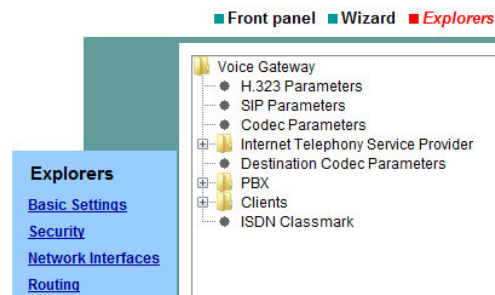 Front panel Wizard Explorers
Voice Gateway
H.323 Parameters
SIP Parameters
Codec Parameters
Internet Telephony Service Provider
Destination Codec Parameters
PBX
Clients
ISDN Classmark
Explorers
Basic Settings
Security
Network Interfaces
Routing